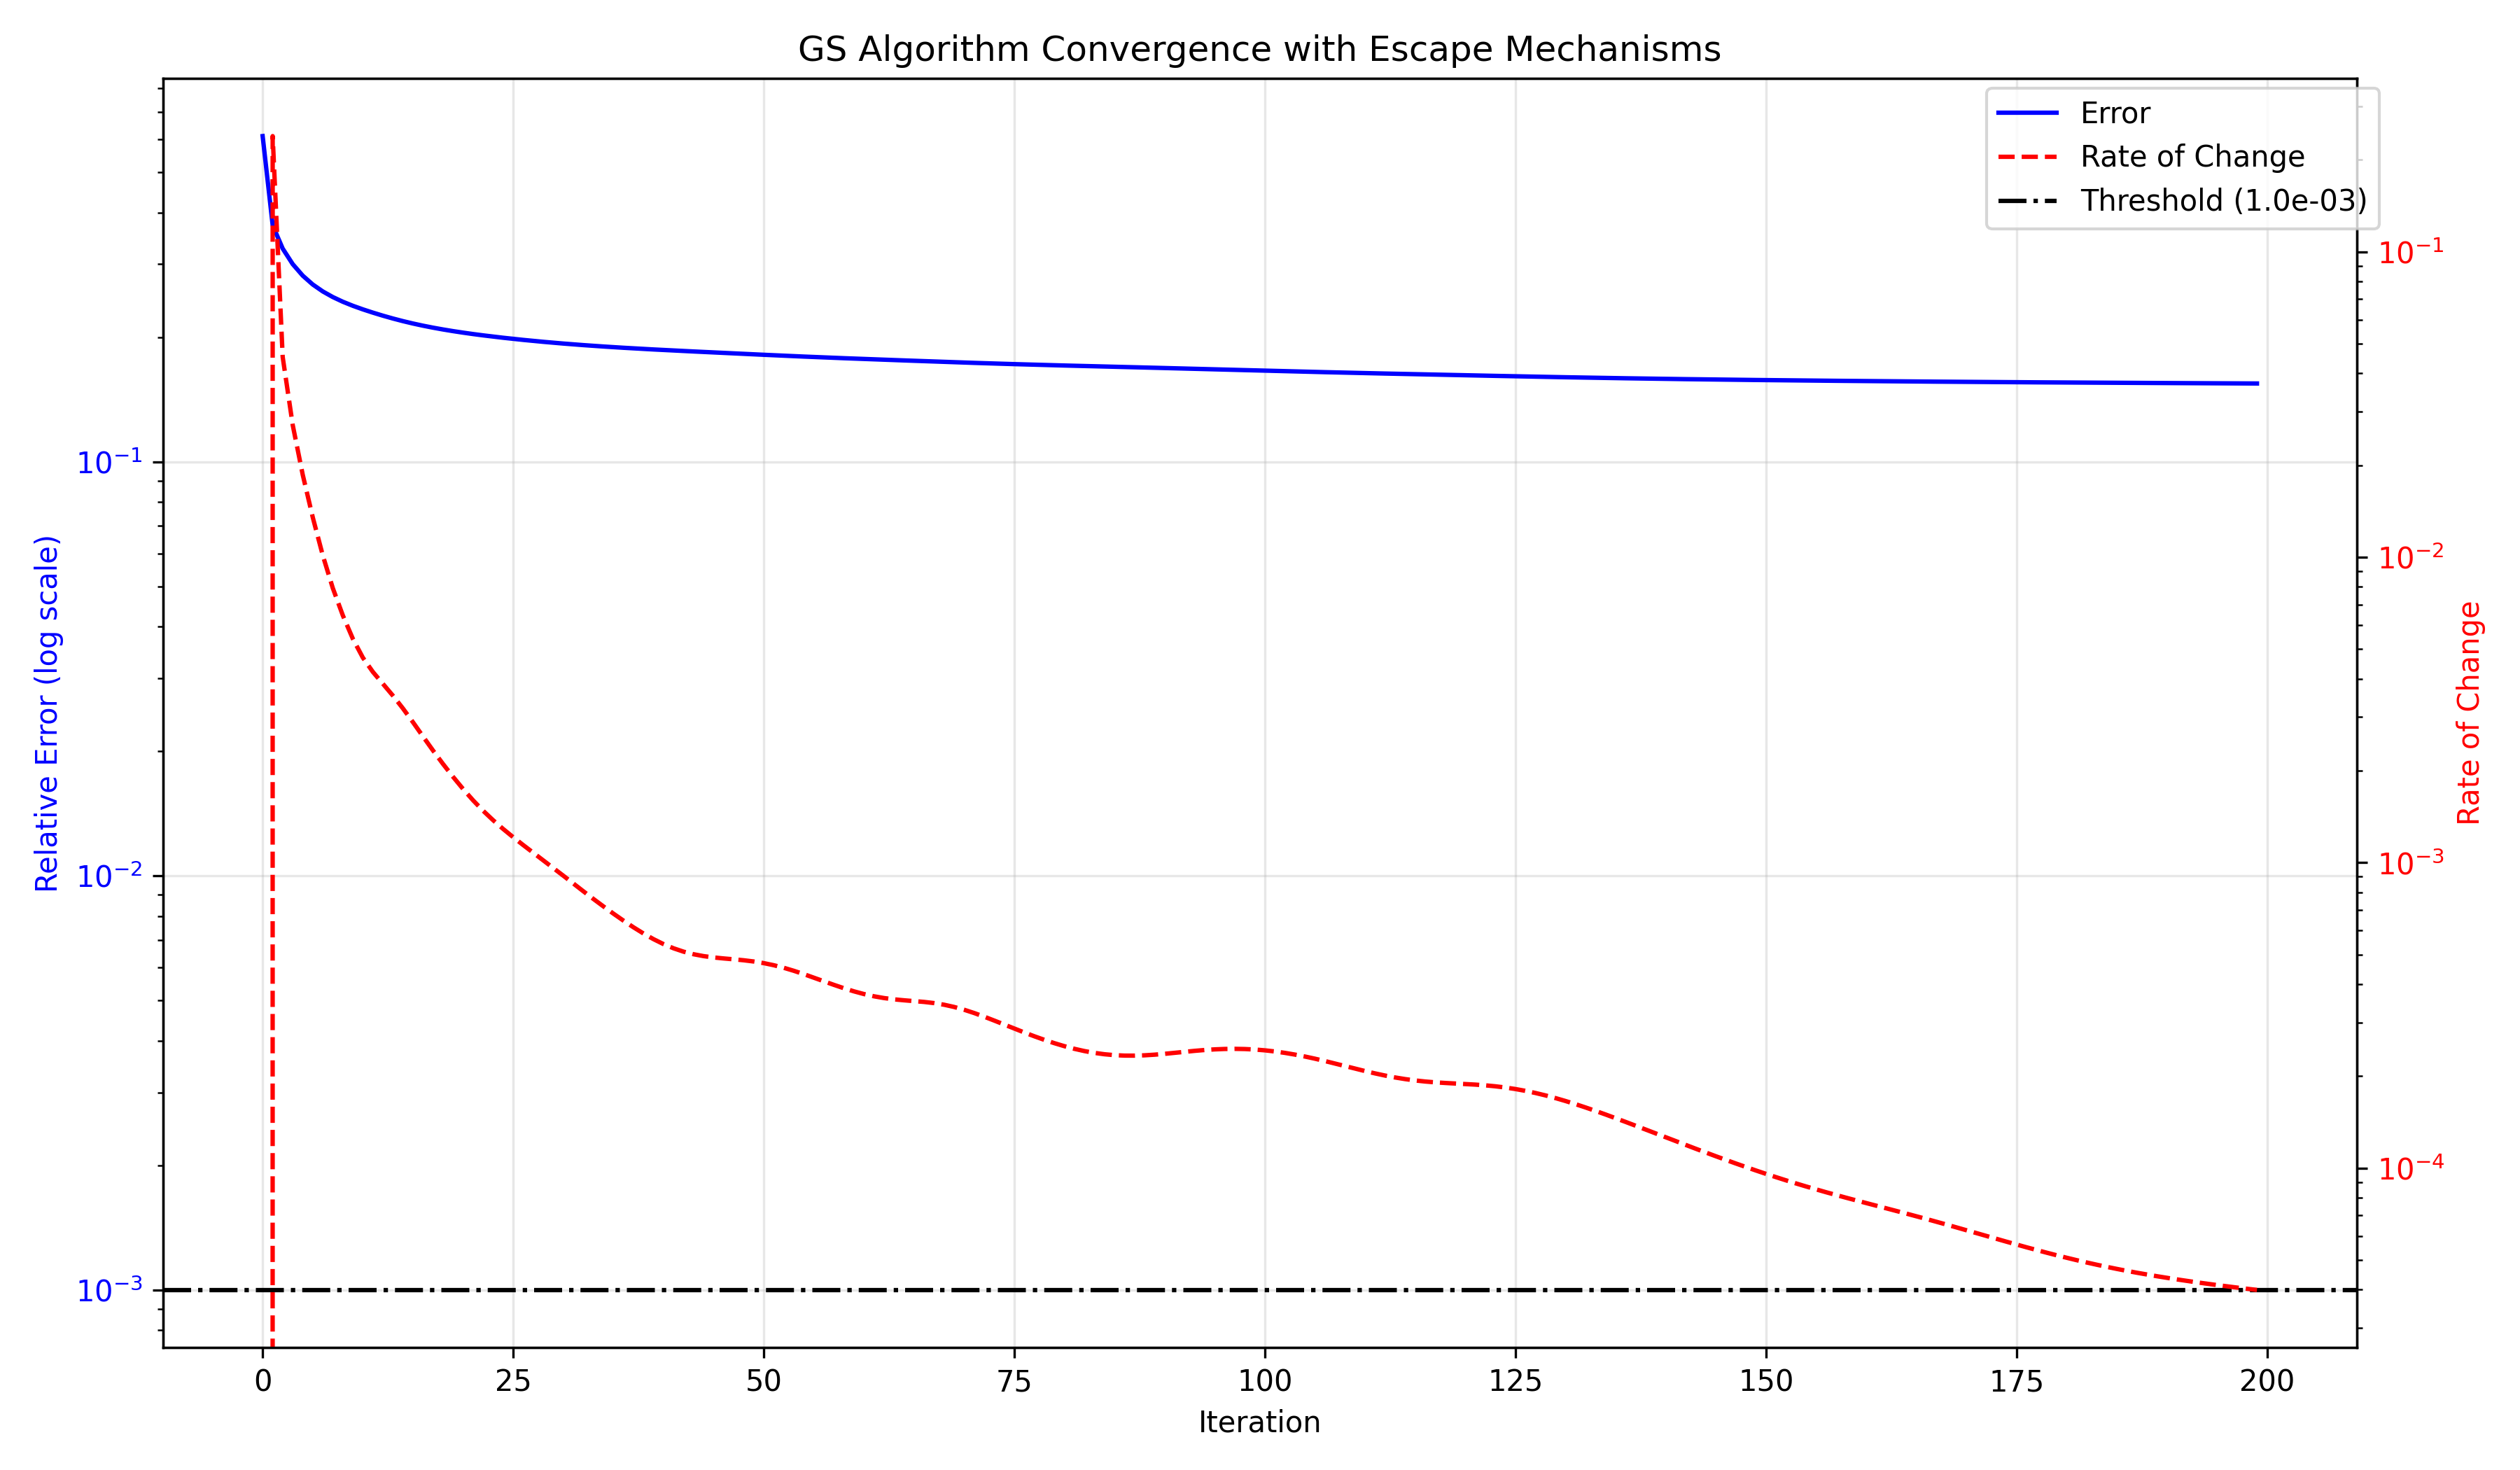 GS Algorithm Convergence with Escape Mechanisms
Error
Rate of Change
Threshold (1.0e-03)
Relative Error (log scale)
10⁻¹
10⁻²
10⁻³
10⁻¹
10⁻²
10⁻³
10⁻⁴
Rate of Change
0 25 50 75 100 125 150 175 200
Iteration